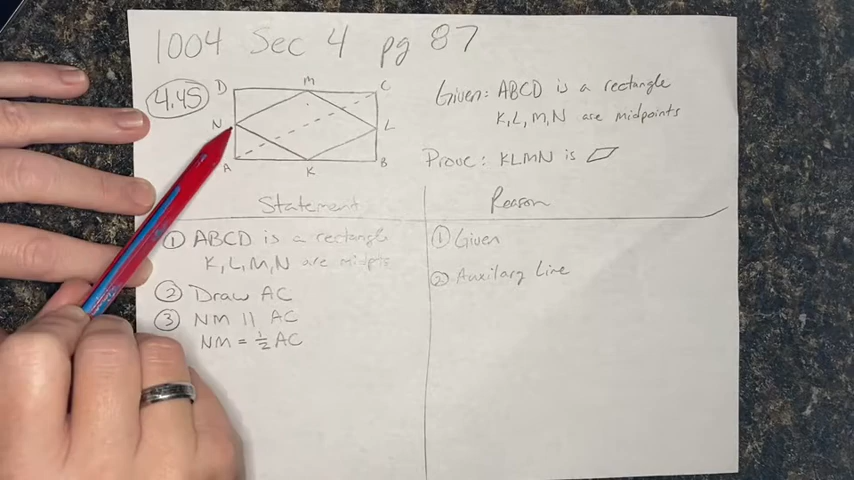 1004 Sec 4 pg 87
4.45
D M C
N L
A K B
Given: ABCD is a rectangle
K, L, M, N are midpoints
Prove: KLMN is ▱
Statement
Reason
① ABCD is a rectangle
K, L, M, N are midpts
① Given
② Draw AC
② Auxilary Line
③ NM || AC
NM = ½ AC